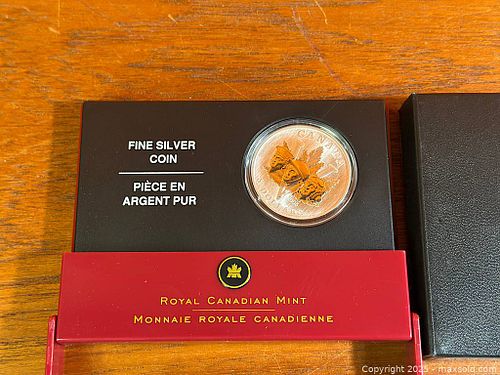 FINE SILVER
COIN
PIÈCE EN
ARGENT PUR
CANADA
ROYAL CANADIAN MINT
MONNAIE ROYALE CANADIENNE
Copyright 2025 - maxsold.com